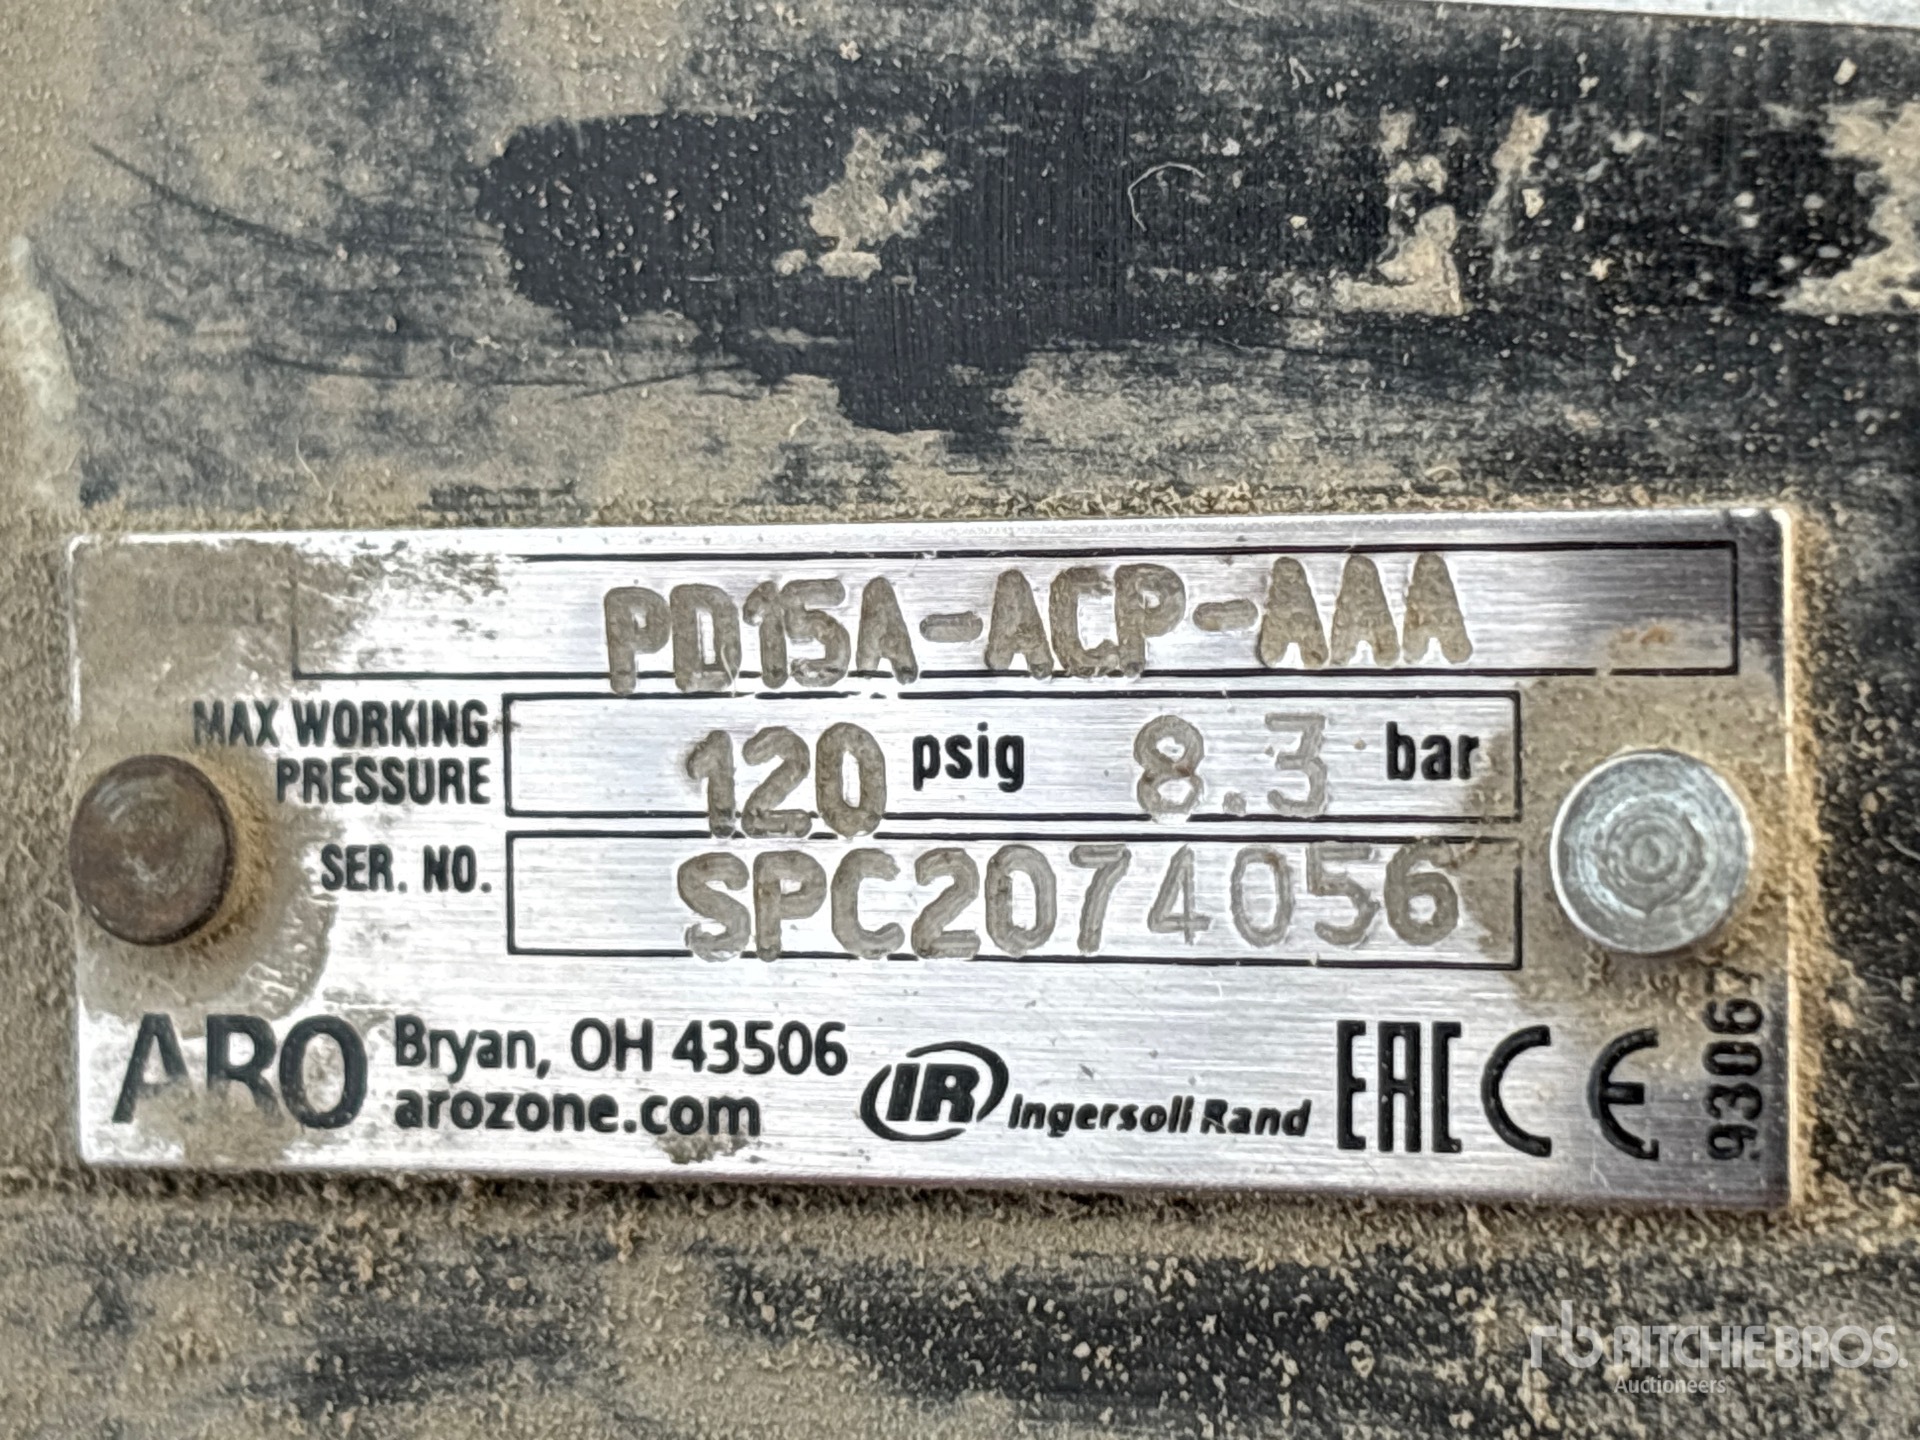 PD15A-ACP-AAA
MAX WORKING PRESSURE 120 psig 8.3 bar
SER. NO. SPC2074056
ARO Bryan, OH 43506
arozone.com
IR Ingersoll Rand EAC CE
93067
rb RITCHIE BROS.
Auctioneers